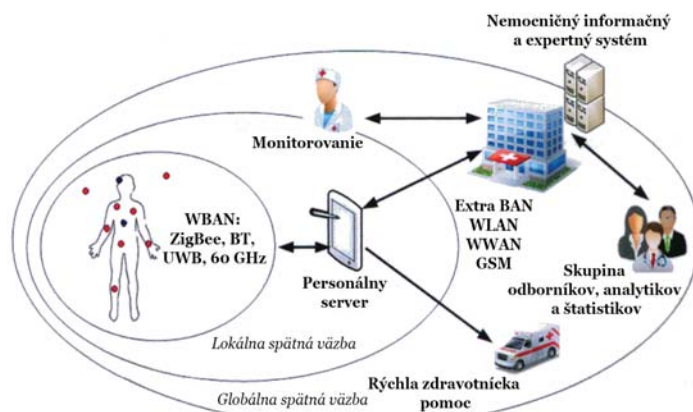 Nemocničný informačný
a expertný systém
Monitorovanie
WBAN:
ZigBee, BT,
UWB, 60 GHz
Personálny
server
Extra BAN
WLAN
WWAN
GSM
Skupina
odborníkov, analytikov
a štatistikov
Lokálna spätná väzba
Rýchla zdravotnícka
pomoc
Globálna spätná väzba